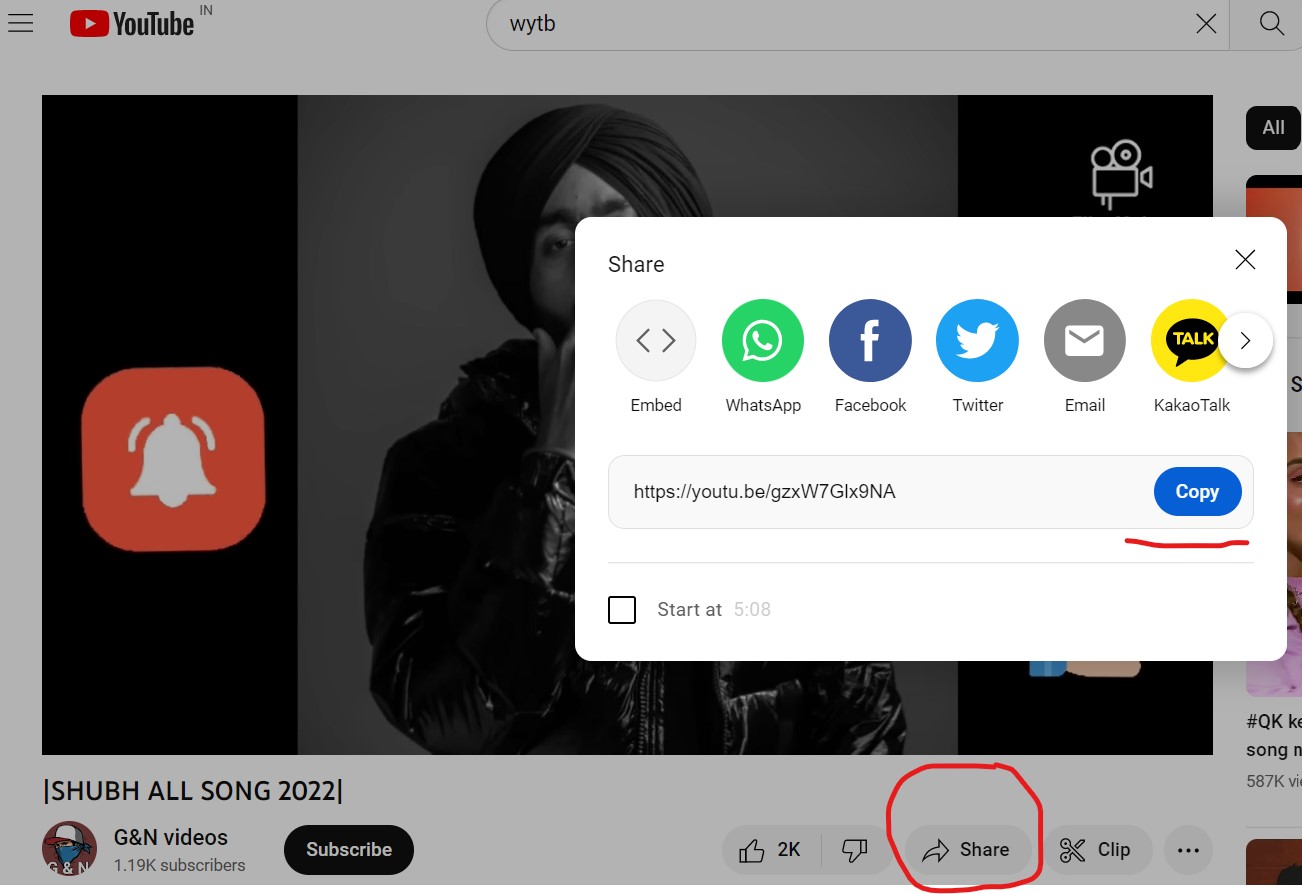 YouTube IN
wytb
All
Share
Embed
WhatsApp
Facebook
Twitter
Email
TALK
KakaoTalk
https://youtu.be/gzxW7GIx9NA
Copy
Start at 5:08
|SHUBH ALL SONG 2022|
G&N videos
1.19K subscribers
G & N
Subscribe
2K
Share
Clip
S
#QK ke
song n
587K vie